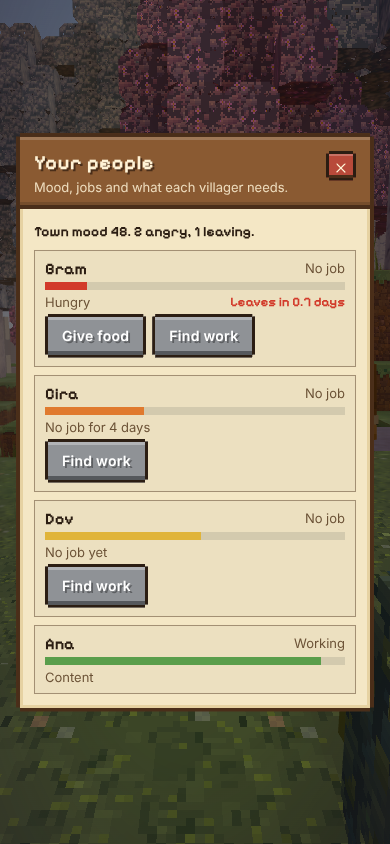 Your people
Mood, jobs and what each villager needs.
Town mood 48. 2 angry, 1 leaving.
Bram No job
Hungry Leaves in 0.7 days
Give food Find work
Oira No job
No job for 4 days
Find work
Dov No job
No job yet
Find work
Ana Working
Content